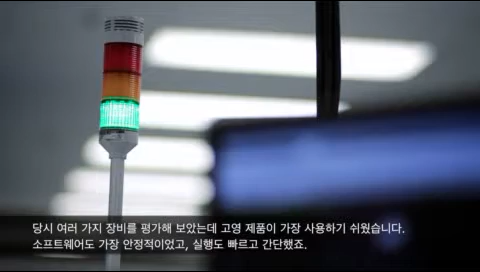 당시 여러 가지 장비를 평가해 보았는데 고영 제품이 가장 사용하기 쉬웠습니다.
소프트웨어도 가장 안정적이었고, 실행도 빠르고 간단했죠.